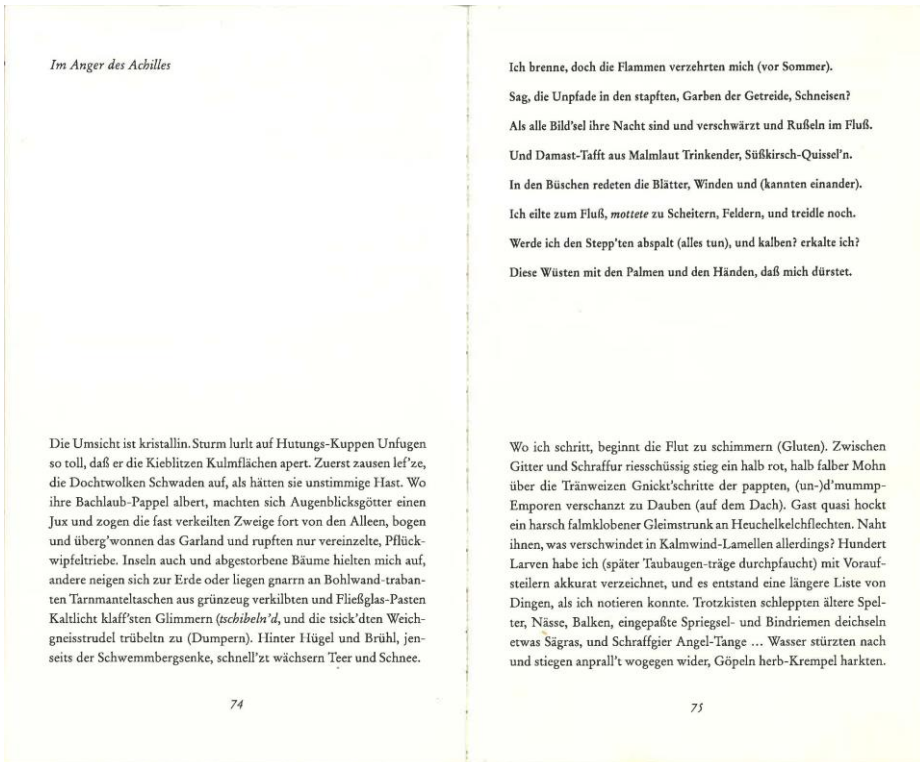 Im Anger des Achilles
Die Umsicht ist kristallin. Sturm lurlt auf Hutungs-Kuppen Unfugen
so toll, daß er die Kieblitzen Kulmflächen apert. Zuerst zausen lef’ze,
die Dochtwolken Schwaden auf, als hätten sie unstimmige Hast. Wo
ihre Bachlaub-Pappel albert, machten sich Augenblicksgötter einen
Jux und zogen die fast verkeilten Zweige fort von den Alleen, bogen
und überg’wonnen das Garland und rupften nur vereinzelte, Pflück-
wipfeltriebe. Inseln auch und abgestorbene Bäume hielten mich auf,
andere neigen sich zur Erde oder liegen gnarrn an Bohlwand-traban-
ten Tarnmanteltaschen aus grünzeug verkilbten und Fließglas-Pasten
Kaltlicht klaff’sten Glimmern (tschibeln’d, und die tsick’dten Weich-
gneisstrudel trübeln zu (Dumpern). Hinter Hügel und Brühl, jen-
seits der Schwemmbergsenke, schnell’zt wächsern Teer und Schnee.
74
Ich brenne, doch die Flammen verzehrten mich (vor Sommer).
Sag, die Unpfade in den stapften, Garben der Getreide, Schneisen?
Als alle Bild’sel ihre Nacht sind und verschwärzt und Rußeln im Fluß.
Und Damast-Tafft aus Malmlaut Trinkender, Süßkirsch-Quissel’n.
In den Büschen redeten die Blätter, Winden und (kannten einander).
Ich eilte zum Fluß, mottete zu Scheitern, Feldern, und treidle noch.
Werde ich den Stepp’ten abspalt (alles tun), und kalben? erkalte ich?
Diese Wüsten mit den Palmen und den Händen, daß mich dürstet.
Wo ich schritt, beginnt die Flut zu schimmern (Gluten). Zwischen
Gitter und Schraffur riesschüssig stieg ein halb rot, halb falber Mohn
über die Tränweizen Gnickt’schritte der pappten, (un-)d’mummp-
Emporen verschanzt zu Dauben (auf dem Dach). Gast quasi hockt
ein harsch falmklobener Gleimstrunk an Heuchelkelchflechten. Naht
ihnen, was verschwindet in Kalmwind-Lamellen allerdings? Hundert
Larven habe ich (später Taubaugen-träge durchpfaucht) mit Vorauf-
steilern akkurat verzeichnet, und es entstand eine längere Liste von
Dingen, als ich notieren konnte. Trotzkisten schleppten ältere Spel-
ter, Nässe, Balken, eingepaßte Spriegsel- und Bindriemen deichseln
etwas Sägras, und Schraffgier Angel-Tange ... Wasser stürzten nach
und stiegen anprall’t wogegen wider, Göpeln herb-Krempel harkten.
75